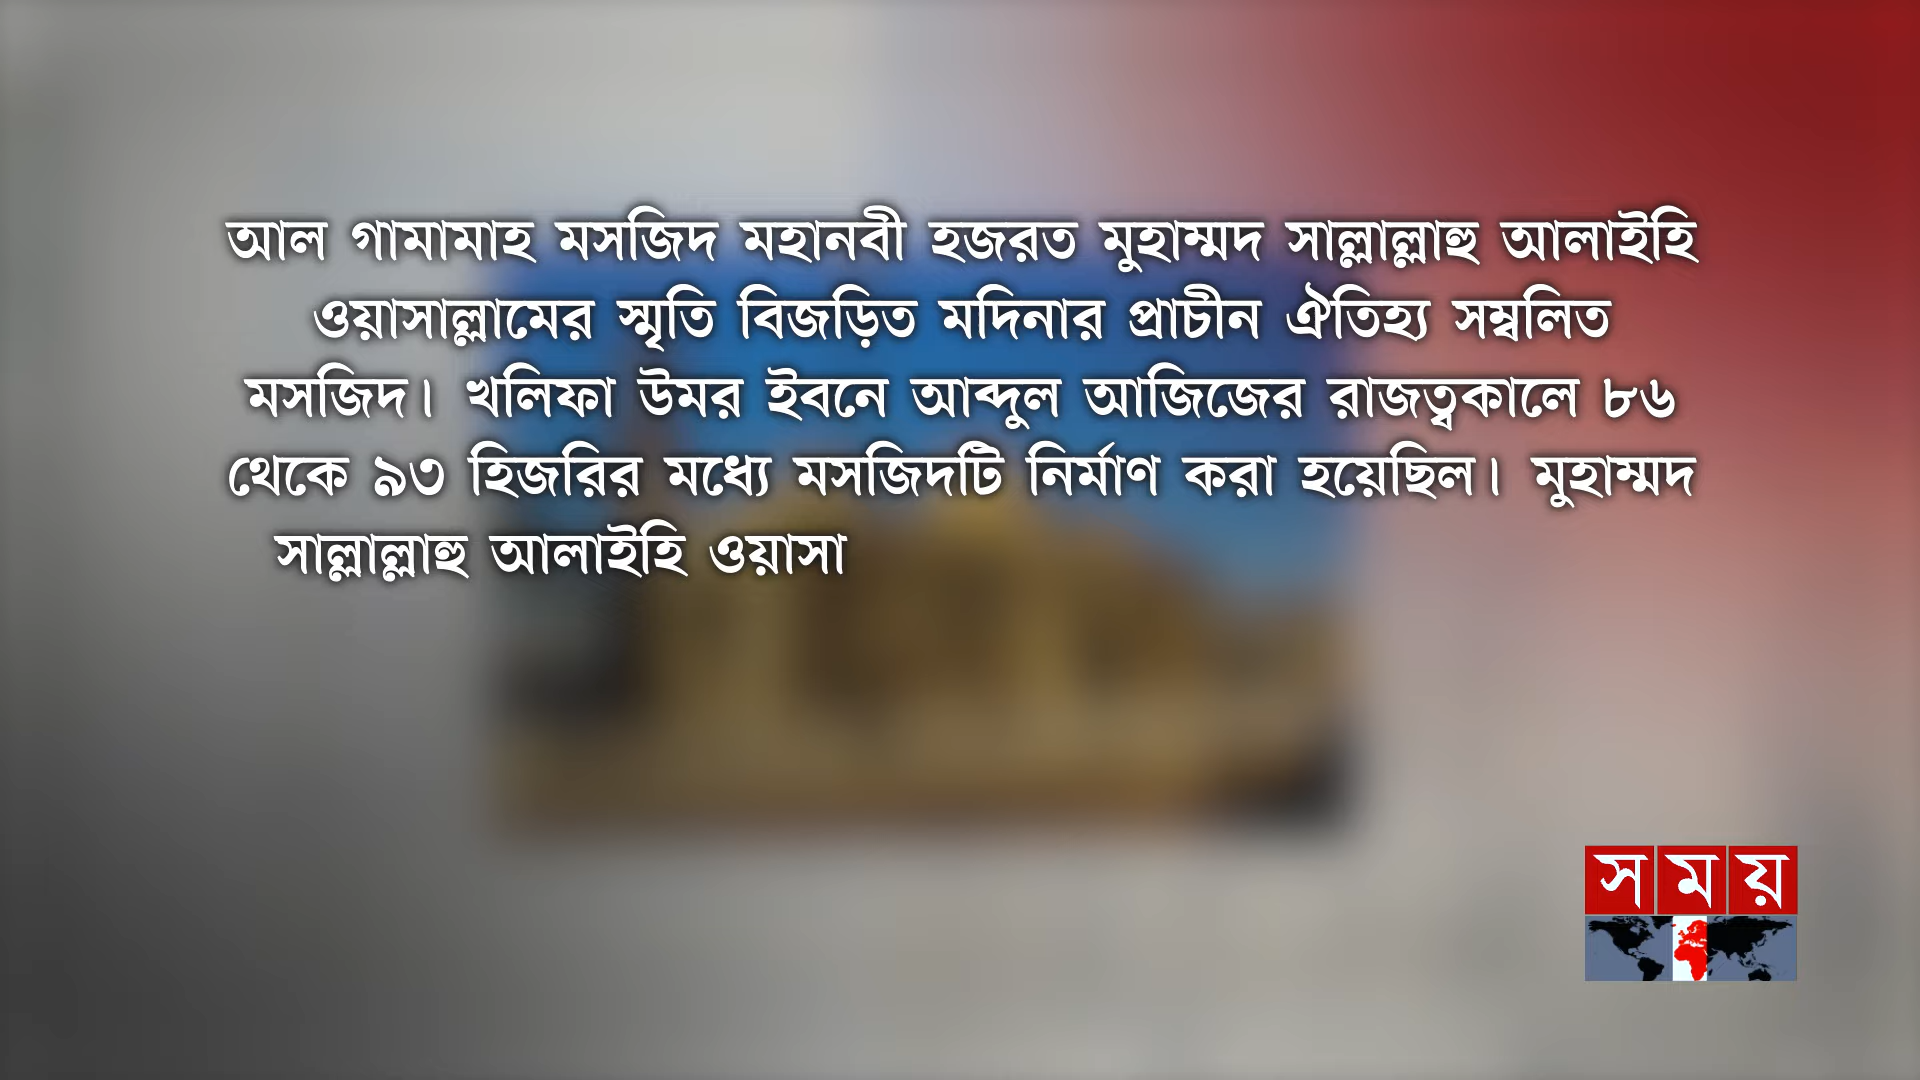 আল গামামাহ মসজিদ মহানবী হজরত মুহাম্মদ সাল্লাল্লাহু আলাইহি
ওয়াসাল্লামের স্মৃতি বিজড়িত মদিনার প্রাচীন ঐতিহ্য সম্বলিত
মসজিদ। খলিফা উমর ইবনে আব্দুল আজিজের রাজত্বকালে ৮৬
থেকে ৯৩ হিজরির মধ্যে মসজিদটি নির্মাণ করা হয়েছিল। মুহাম্মদ
সাল্লাল্লাহু আলাইহি ওয়াসা
সময়